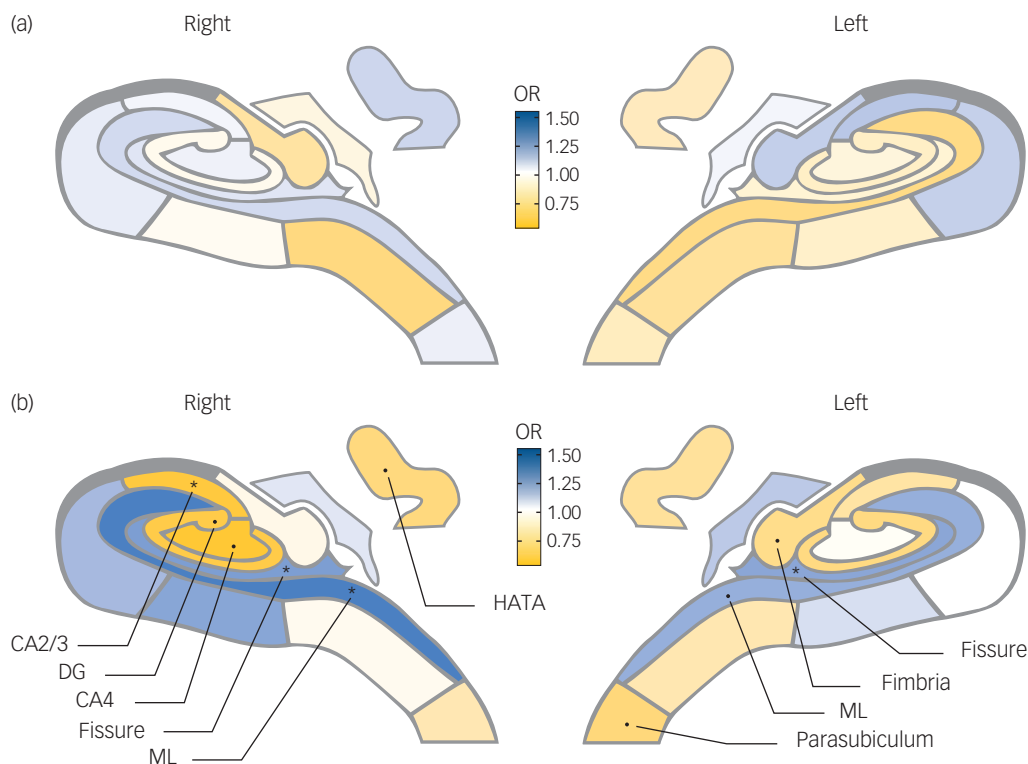 (a)
Right
Left
OR
1.50
1.25
1.00
0.75
(b)
Right
Left
OR
1.50
1.25
1.00
0.75
*
*
*
*
HATA
CA2/3
DG
CA4
Fissure
ML
Fissure
Fimbria
ML
Parasubiculum